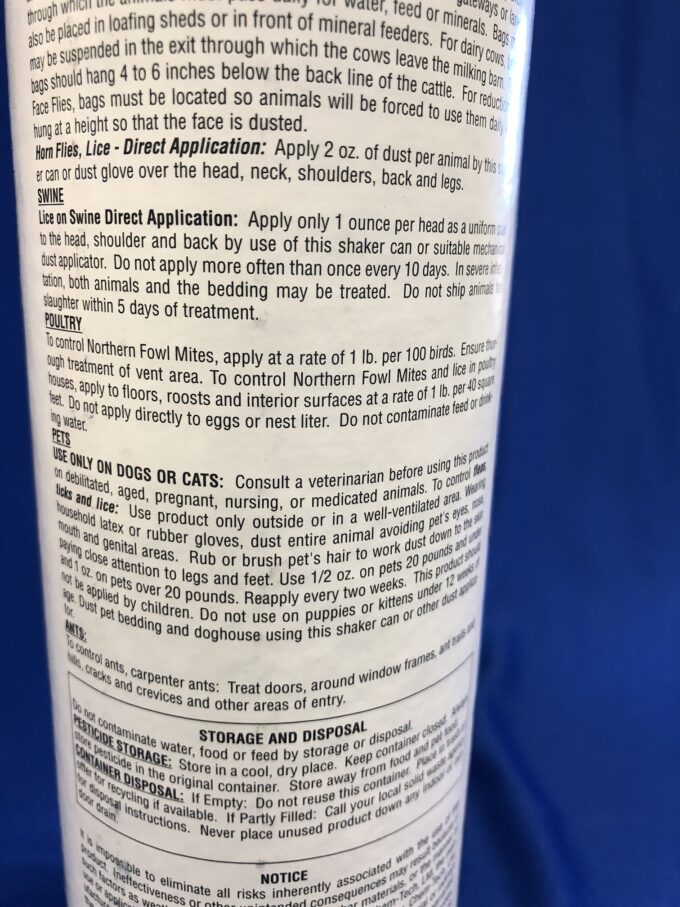 through which the animals must pass daily for water, feed or minerals. Bags
also be placed in loafing sheds or in front of mineral feeders. For dairy cows,
may be suspended in the exit through which the cows leave the milking barn.
bags should hang 4 to 6 inches below the back line of the cattle. For
Face Flies, bags must be located so animals will be forced to use them daily
hung at a height so that the face is dusted.
Horn Flies, Lice - Direct Application: Apply 2 oz. of dust per animal by this
er can or dust glove over the head, neck, shoulders, back and legs.
SWINE
Lice on Swine Direct Application: Apply only 1 ounce per head as a uniform
to the head, shoulder and back by use of this shaker can or suitable mechanical
dust applicator. Do not apply more often than once every 10 days. In severe
tation, both animals and the bedding may be treated. Do not ship animals
slaughter within 5 days of treatment.
POULTRY
To control Northern Fowl Mites, apply at a rate of 1 lb. per 100 birds. Ensure thor-
ough treatment of vent area. To control Northern Fowl Mites and lice in poultry
houses, apply to floors, roosts and interior surfaces at a rate of 1 lb. per 40 square
feet. Do not apply directly to eggs or nest liter. Do not contaminate feed or drink-
ing water.
PETS
USE ONLY ON DOGS OR CATS: Consult a veterinarian before using this product
on debilitated, aged, pregnant, nursing, or medicated animals. To control fleas,
ticks and lice: Use product only outside or in a well-ventilated area. Wearing
household latex or rubber gloves, dust entire animal avoiding pet's eyes, nose,
mouth and genital areas. Rub or brush pet's hair to work dust down to the skin
paying close attention to legs and feet. Use 1/2 oz. on pets 20 pounds and under
and 1 oz. on pets over 20 pounds. Reapply every two weeks. This product should
not be applied by children. Do not use on puppies or kittens under 12 weeks of
age. Dust pet bedding and doghouse using this shaker can or other dust applica-
tor.
ANTS:
To control ants, carpenter ants: Treat doors, around window frames, ant trails and
hills, cracks and crevices and other areas of entry.
STORAGE AND DISPOSAL
Do not contaminate water, food or feed by storage or disposal.
PESTICIDE STORAGE: Store in a cool, dry place. Keep container closed. Always
store pesticide in the original container. Store away from food and pet food.
CONTAINER DISPOSAL: If Empty: Do not reuse this container. Place in trash or
offer for recycling if available. If Partly Filled: Call your local solid waste
for disposal instructions. Never place unused product down any indoor or
door drain.
NOTICE
It is impossible to eliminate all risks inherently associated with the use of
product. Ineffectiveness or other unintended consequences may result because
such factors as